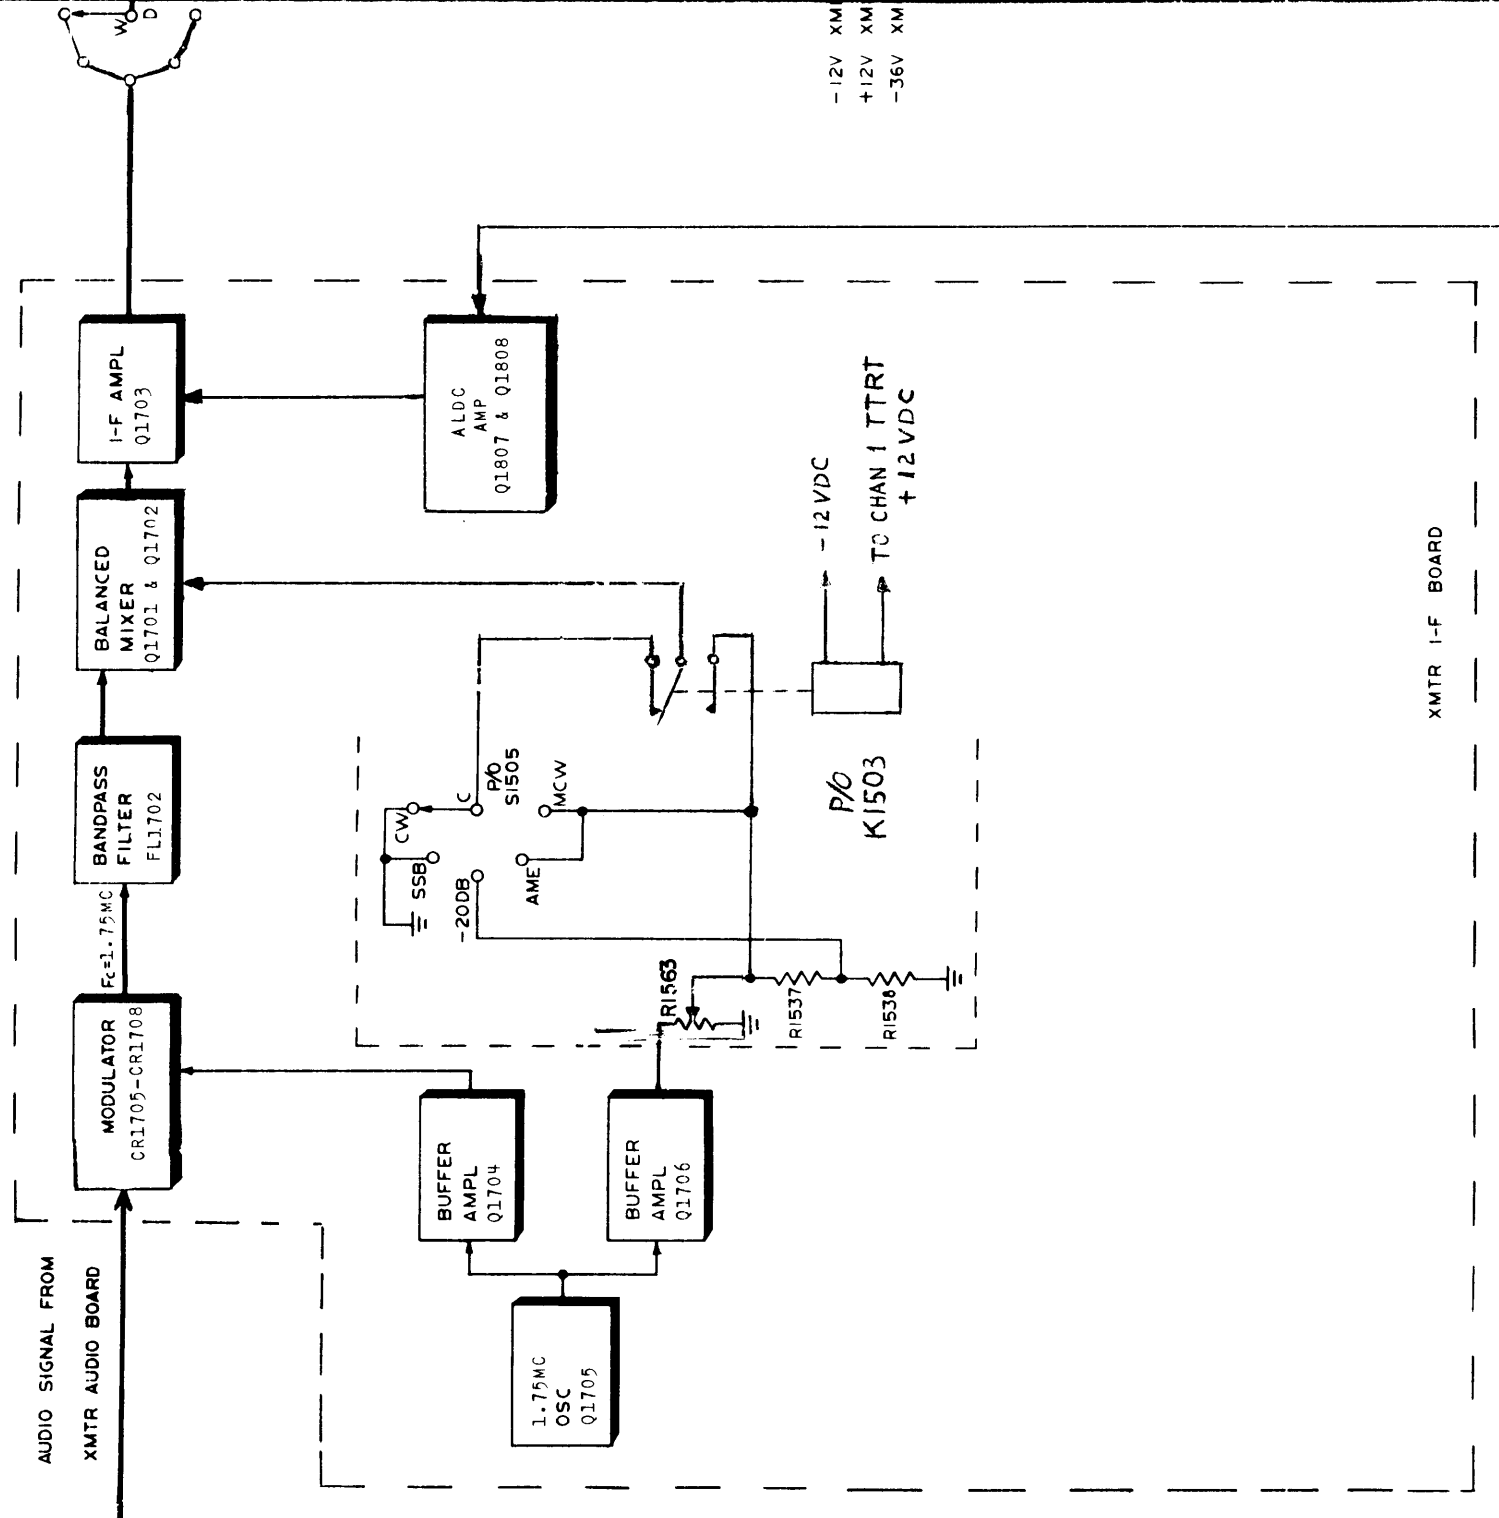 W
D
-12V XM
+12V XM
-36V XM
I-F AMPL
Q1703
ALDC
AMP
Q1807 & Q1808
BALANCED
MIXER
Q1701 & Q1702
-12VDC
TO CHAN 1 TTRT
+12VDC
BANDPASS
FILTER
FL1702
Fc=1.75MC
CW
C
P/O
S1505
MCW
SSB
-20DB
AME
P/O
K1503
R1563
R1537
R1538
MODULATOR
CR1705-CR1708
BUFFER
AMPL
Q1704
BUFFER
AMPL
Q1706
1.75MC
OSC
Q1705
AUDIO SIGNAL FROM
XMTR AUDIO BOARD
XMTR I-F BOARD